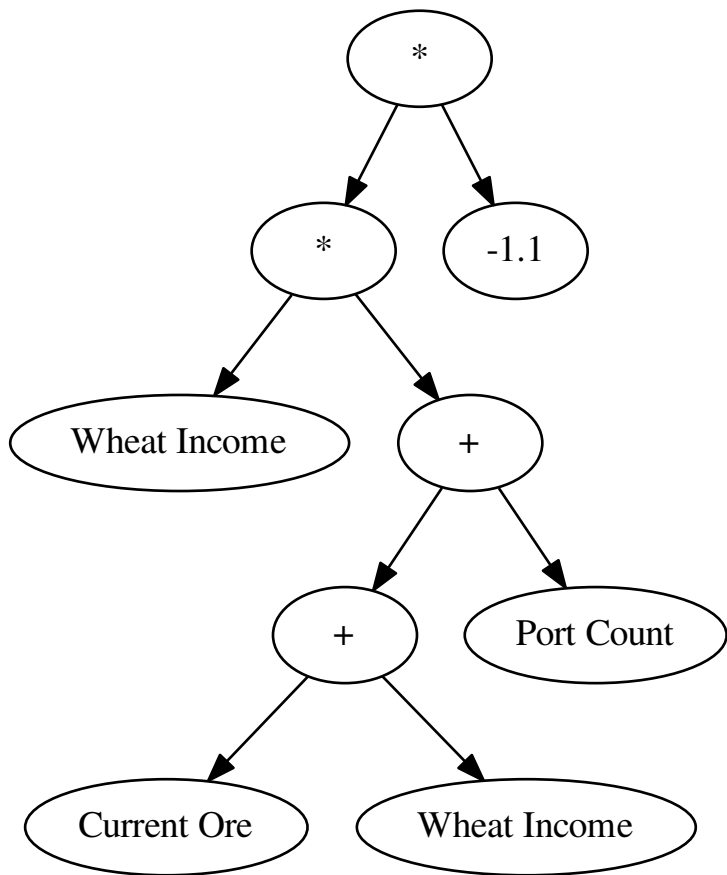 *
*
-1.1
Wheat Income
+
+
Port Count
Current Ore
Wheat Income